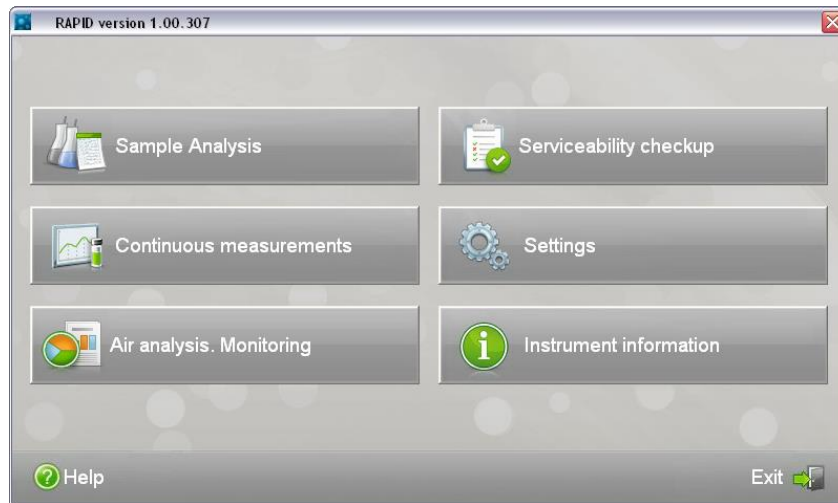 RAPID version 1.00.307
Sample Analysis
Serviceability checkup
Continuous measurements
Settings
Air analysis. Monitoring
Instrument information
Help
Exit